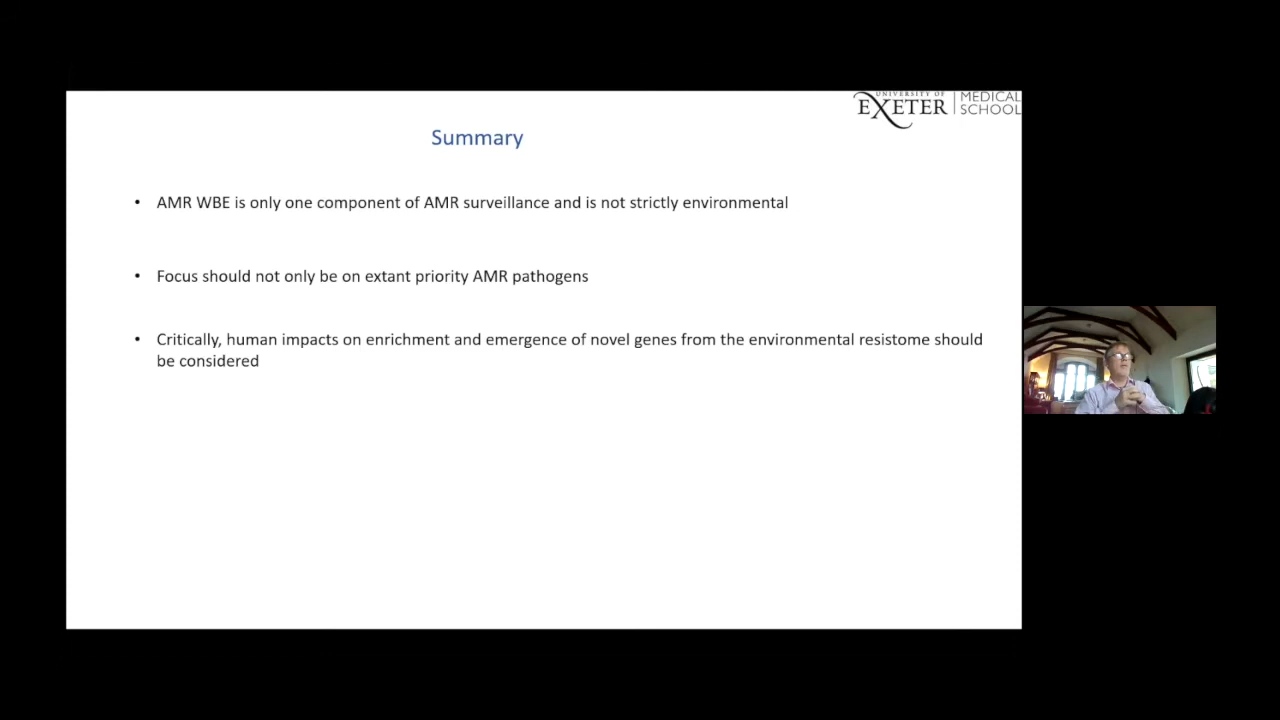 UNIVERSITY OF
EXETER
MEDICAL
SCHOOL
Summary
• AMR WBE is only one component of AMR surveillance and is not strictly environmental
• Focus should not only be on extant priority AMR pathogens
• Critically, human impacts on enrichment and emergence of novel genes from the environmental resistome should
be considered